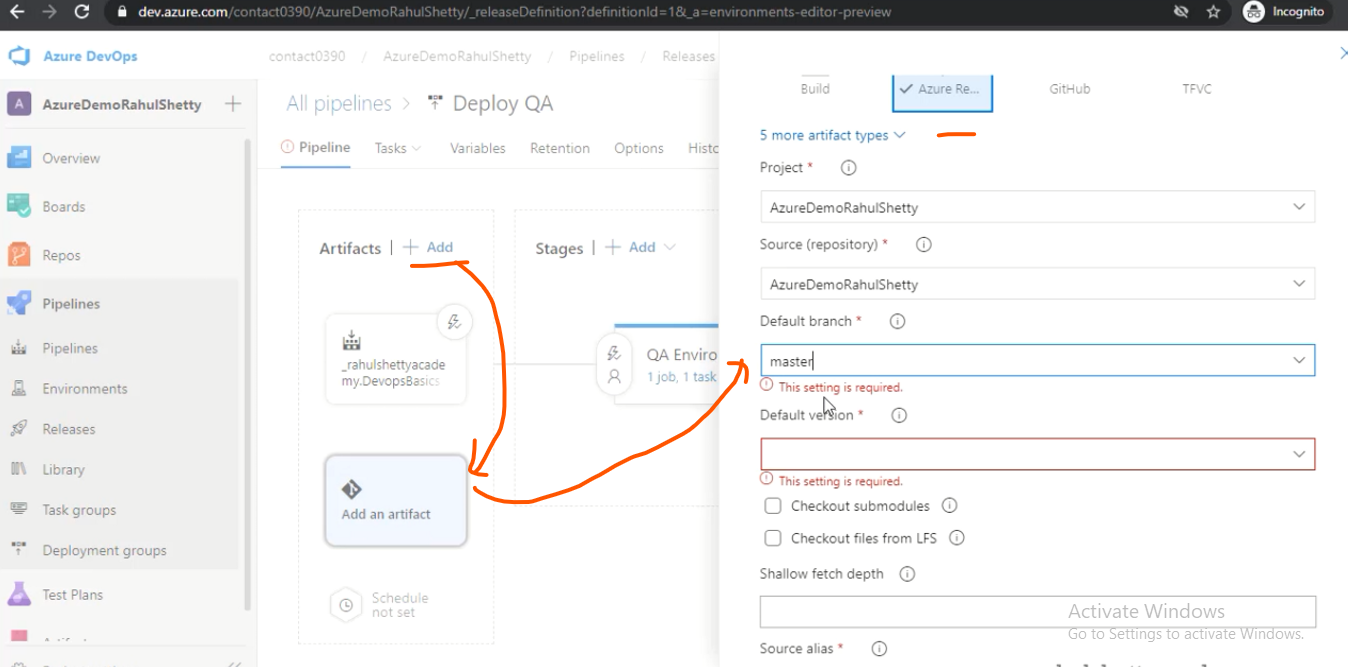 dev.azure.com/contact0390/AzureDemoRahulShetty/_releaseDefinition?definitionId=1&_a=environments-editor-preview
Incognito
Azure DevOps
contact0390 / AzureDemoRahulShetty / Pipelines / Releases
A AzureDemoRahulShetty
Overview
Boards
Repos
Pipelines
Pipelines
Environments
Releases
Library
Task groups
Deployment groups
Test Plans
All pipelines > Deploy QA
Pipeline Tasks Variables Retention Options Histo
Artifacts | + Add
Stages | + Add
_rahulshettyacade
my.DevopsBasics
QA Enviro
1 job, 1 task
Add an artifact
Schedule
not set
Build
Azure Re...
GitHub
TFVC
5 more artifact types
Project *
AzureDemoRahulShetty
Source (repository) *
AzureDemoRahulShetty
Default branch *
master
This setting is required.
Default version *
This setting is required.
Checkout submodules
Checkout files from LFS
Shallow fetch depth
Activate Windows
Go to Settings to activate Windows.
Source alias *